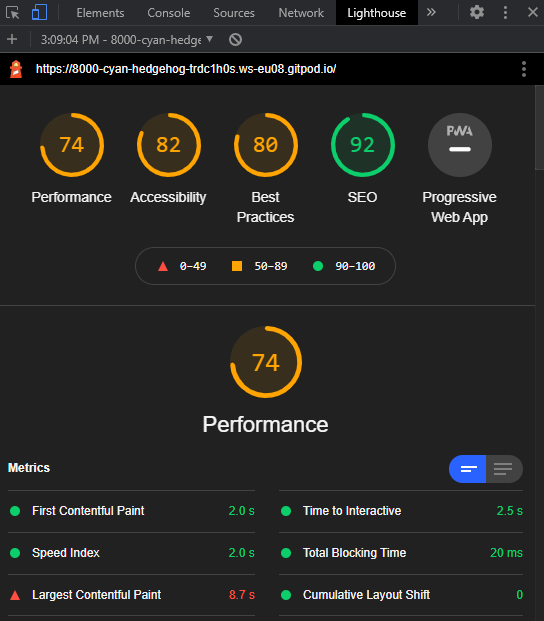 Elements Console Sources Network Lighthouse »
3:09:04 PM - 8000-cyan-hedge
https://8000-cyan-hedgehog-trdc1h0s.ws-eu08.gitpod.io/
74 82 80 92 PWA
Performance Accessibility Best Practices SEO Progressive Web App
0–49 50–89 90–100
74
Performance
Metrics
First Contentful Paint 2.0 s Time to Interactive 2.5 s
Speed Index 2.0 s Total Blocking Time 20 ms
Largest Contentful Paint 8.7 s Cumulative Layout Shift 0